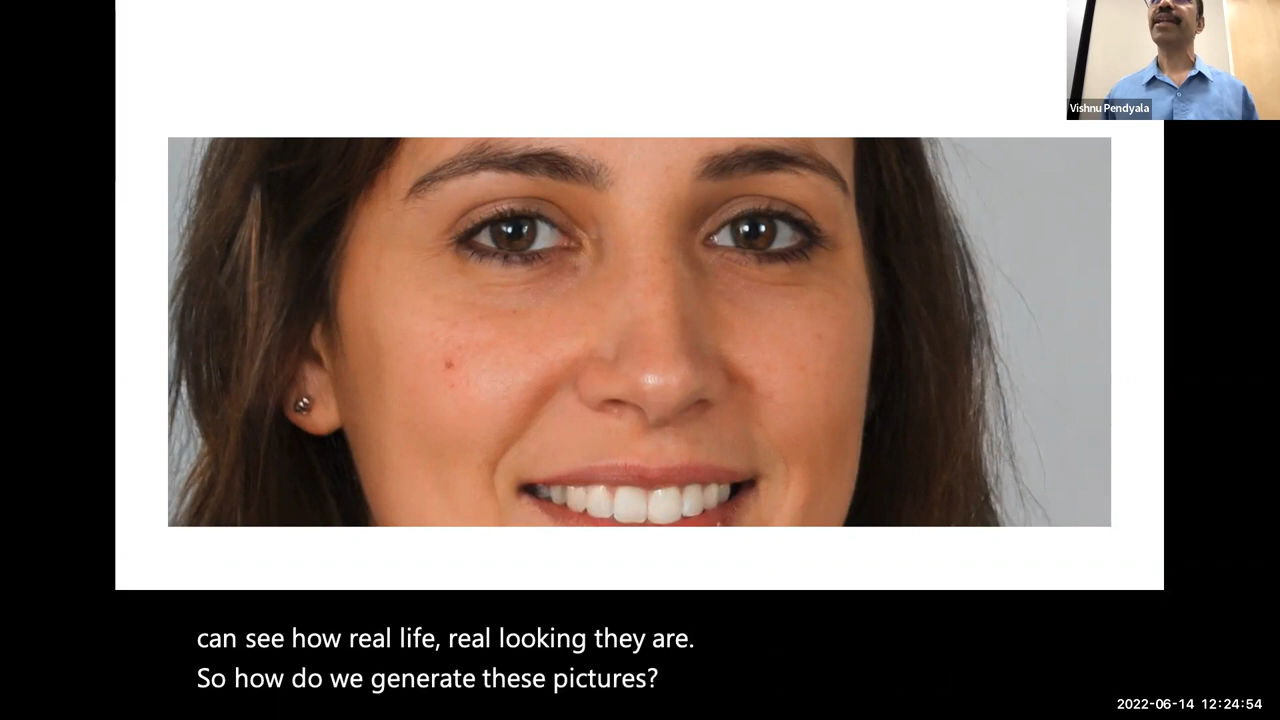 Vishnu Pendyala
can see how real life, real looking they are.
So how do we generate these pictures?
2022-06-14 12:24:54